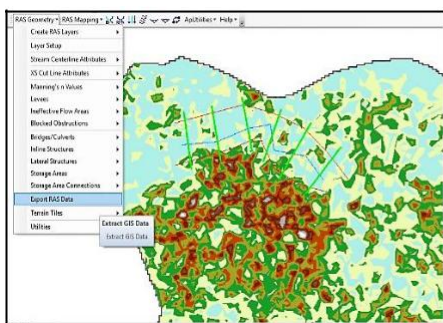 RAS Geometry RAS Mapping ApUtilities Help
Create RAS Layers
Layer Setup
Stream Centerline Attributes
XS Cut Line Attributes
Manning's n Values
Levees
Ineffective Flow Areas
Blocked Obstructions
Bridges/Culverts
Inline Structures
Lateral Structures
Storage Areas
Storage Area Connections
Export RAS Data
Terrain Tiles
Utilities
Extract GIS Data
Extract GIS Data